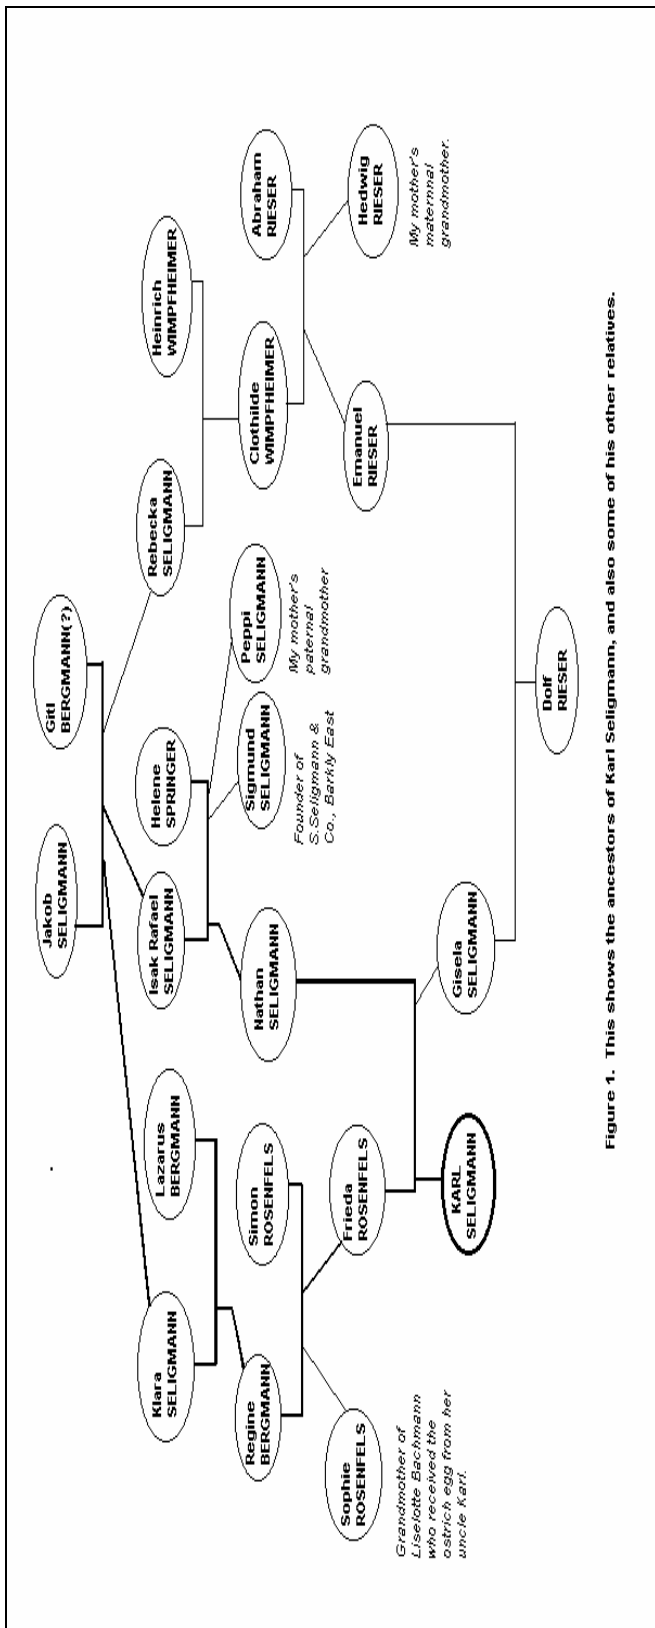 Jakob
SELIGMANN
Gitl
BERGMANN(?)
Klara
SELIGMANN
Lazarus
BERGMANN
Isak Rafael
SELIGMANN
Helene
SPRINGER
Rebecka
SELIGMANN
Heinrich
WIMPFHEIMER
Regine
BERGMANN
Simon
ROSENFELS
Nathan
SELIGMANN
Sigmund
SELIGMANN
Founder of
S.Seligmann &
Co., Barkly East
Peppi
SELIGMANN
My mother's
paternal
grandmother
Clothilde
WIMPFHEIMER
Abraham
RIESER
Sophie
ROSENFELS
Grandmother of
Liselotte Bachmann
who received the
ostrich egg from her
uncle Karl.
Frieda
ROSENFELS
Emanuel
RIESER
Hedwig
RIESER
My mother's
maternnal
grandmother.
KARL
SELIGMANN
Gisela
SELIGMANN
Dolf
RIESER
Figure 1. This shows the ancestors of Karl Seligmann, and also some of his other relatives.